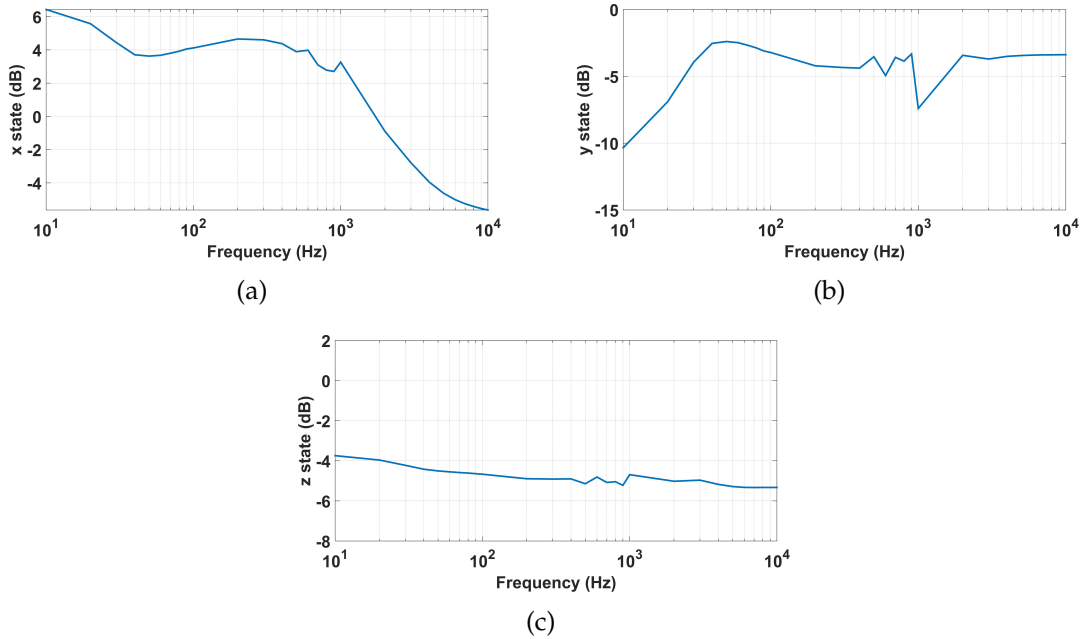 x state (dB)
6
4
2
0
-2
-4
10^1 10^2 10^3 10^4
Frequency (Hz)
(a)
y state (dB)
0
-5
-10
-15
10^1 10^2 10^3 10^4
Frequency (Hz)
(b)
z state (dB)
2
0
-2
-4
-6
-8
10^1 10^2 10^3 10^4
Frequency (Hz)
(c)